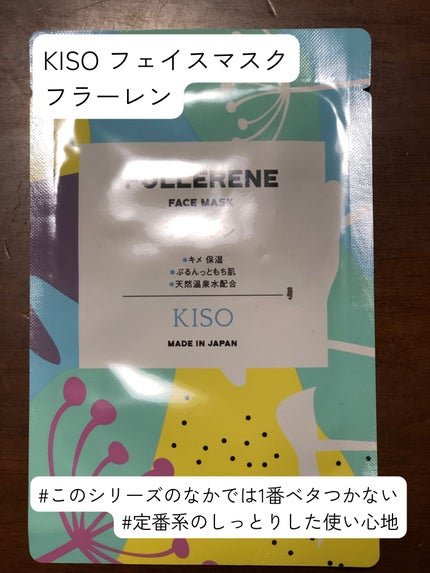 KISO フェイスマスク
フラーレン
FULLERENE
FACE MASK
•キメ 保湿
•ぷるんっともち肌
•天然温泉水配合
KISO
MADE IN JAPAN
#このシリーズのなかでは1番ベタつかない
#定番系のしっとりした使い心地